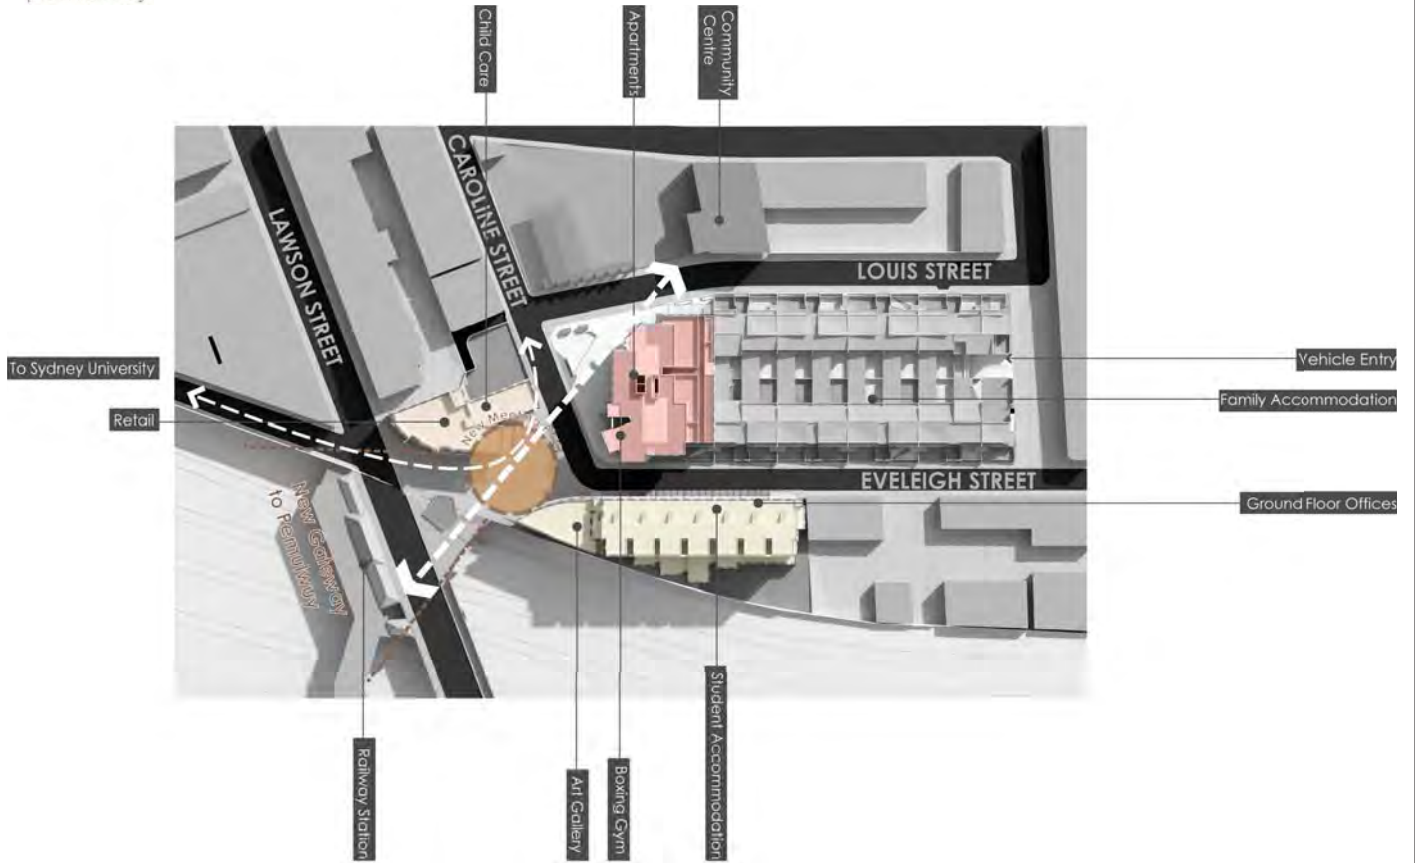 Child Care
Apartments
Community
Centre
CAROLINE STREET
LAWSON STREET
LOUIS STREET
To Sydney University
Vehicle Entry
Family Accommodation
Retail
EVELEIGH STREET
Ground Floor Offices
New Gateway
to Pemulwuy
Student Accommodation
Railway Station
Art Gallery
Boxing Gym